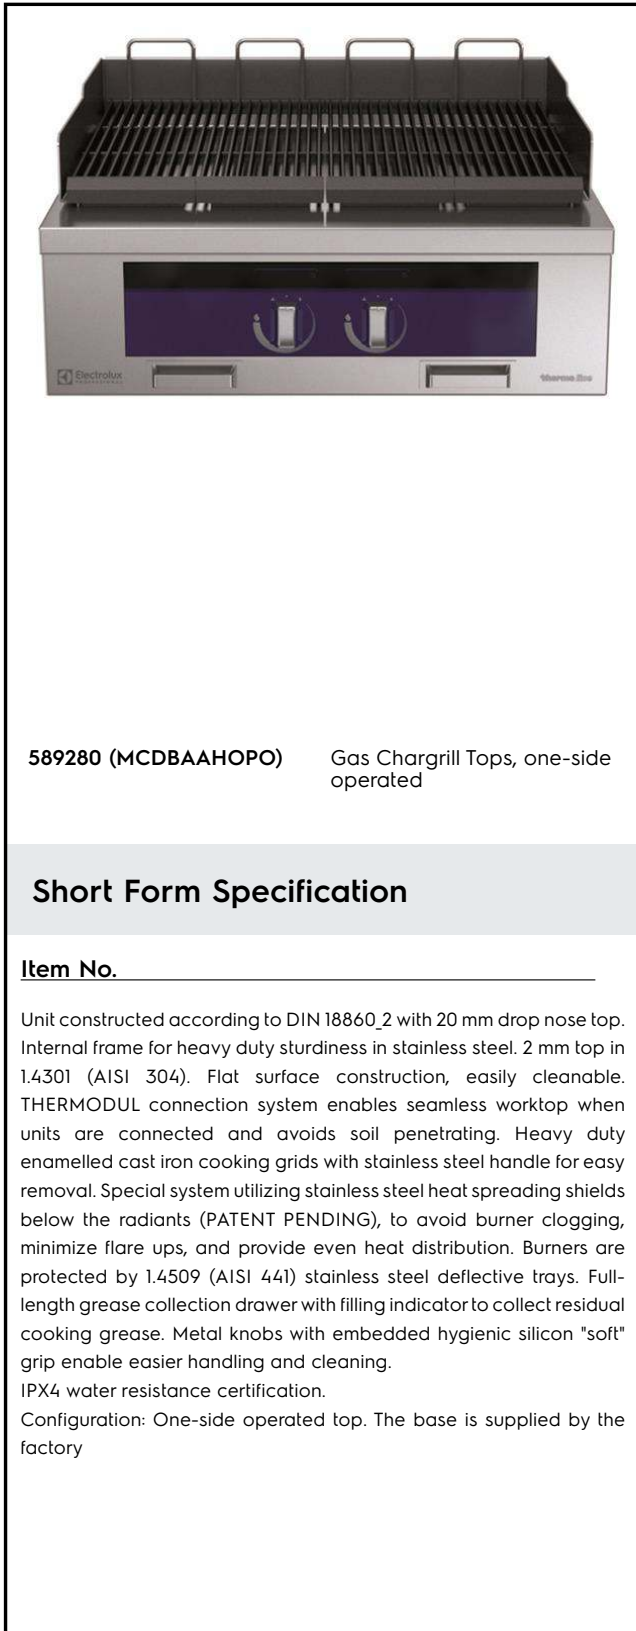 Electrolux
PROFESSIONAL
thermaline
589280 (MCDBAAHOPO)
Gas Chargrill Tops, one-side
operated
Short Form Specification
Item No.
Unit constructed according to DIN 18860_2 with 20 mm drop nose top.
Internal frame for heavy duty sturdiness in stainless steel. 2 mm top in
1.4301 (AISI 304). Flat surface construction, easily cleanable.
THERMODUL connection system enables seamless worktop when
units are connected and avoids soil penetrating. Heavy duty
enamelled cast iron cooking grids with stainless steel handle for easy
removal. Special system utilizing stainless steel heat spreading shields
below the radiants (PATENT PENDING), to avoid burner clogging,
minimize flare ups, and provide even heat distribution. Burners are
protected by 1.4509 (AISI 441) stainless steel deflective trays. Full-
length grease collection drawer with filling indicator to collect residual
cooking grease. Metal knobs with embedded hygienic silicon "soft"
grip enable easier handling and cleaning.
IPX4 water resistance certification.
Configuration: One-side operated top. The base is supplied by the
factory